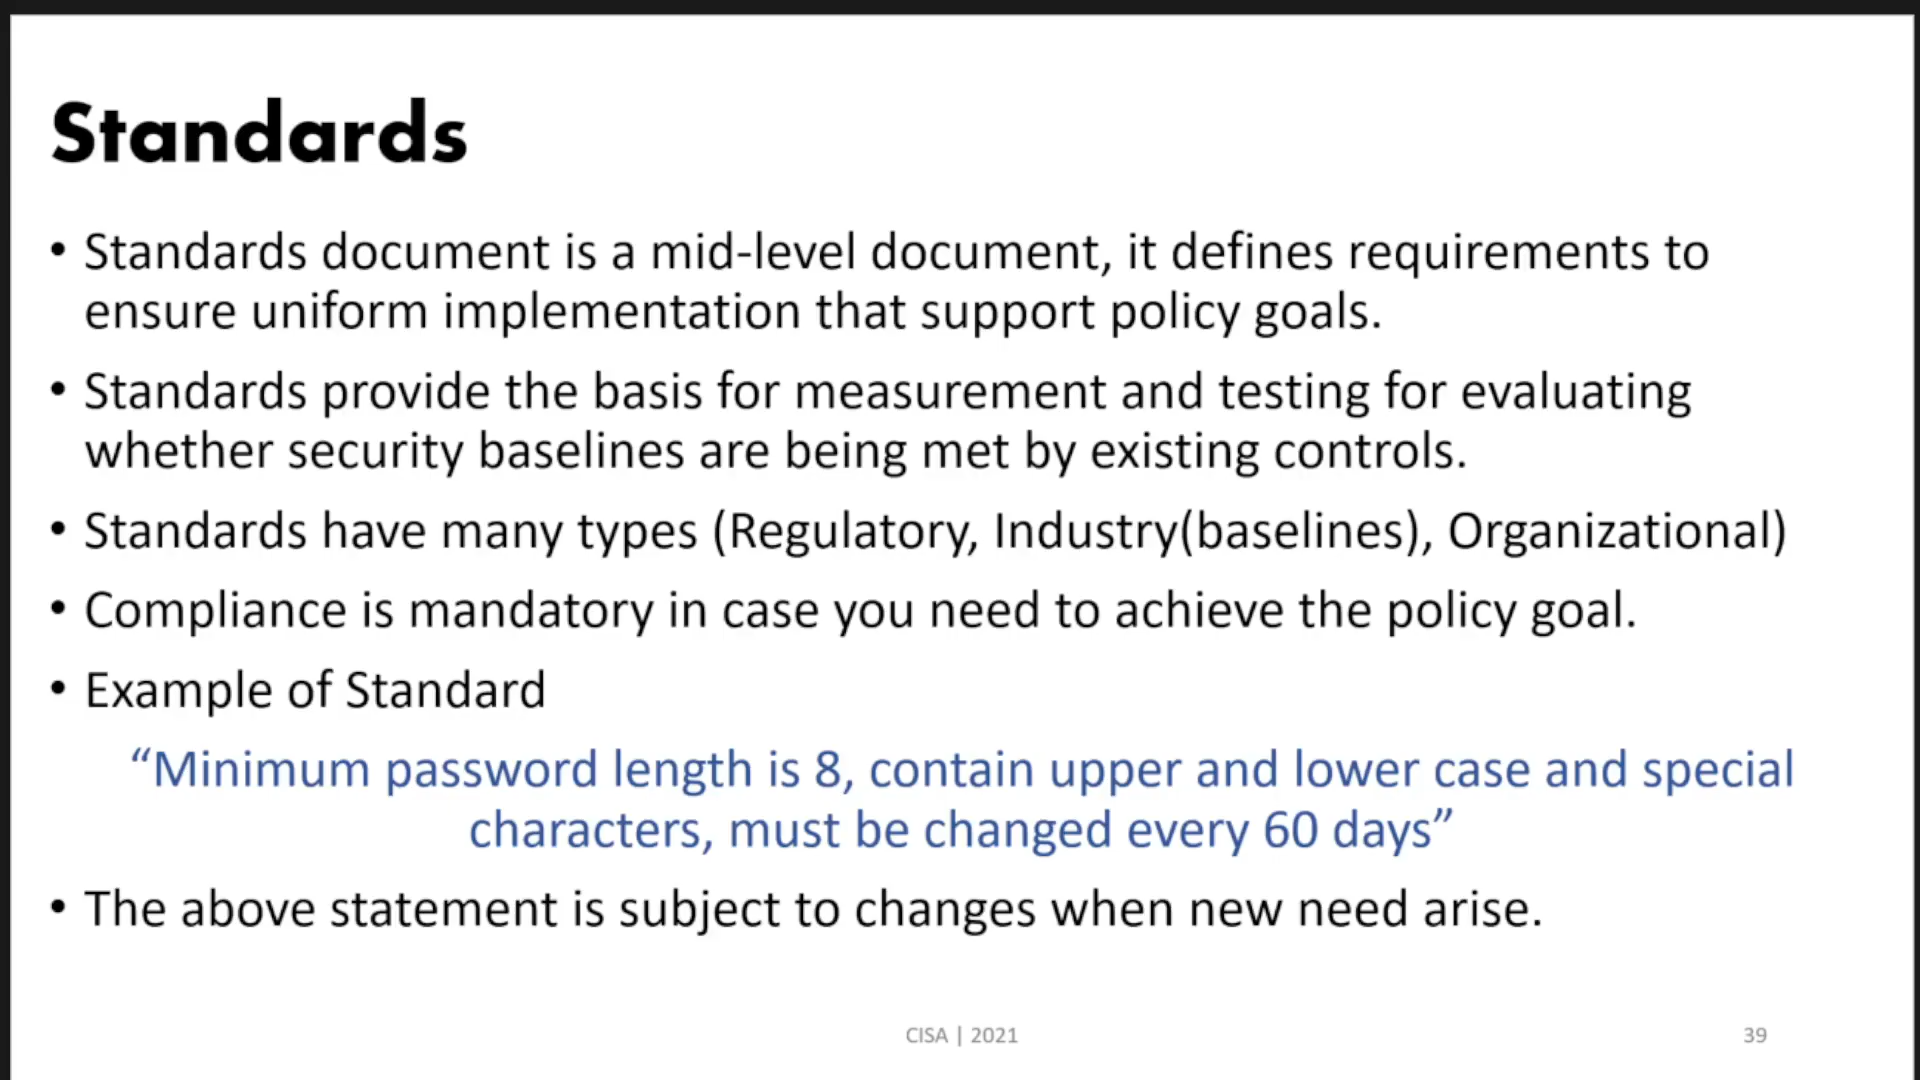 Standards
• Standards document is a mid-level document, it defines requirements to
ensure uniform implementation that support policy goals.
• Standards provide the basis for measurement and testing for evaluating
whether security baselines are being met by existing controls.
• Standards have many types (Regulatory, Industry(baselines), Organizational)
• Compliance is mandatory in case you need to achieve the policy goal.
• Example of Standard
“Minimum password length is 8, contain upper and lower case and special
characters, must be changed every 60 days”
• The above statement is subject to changes when new need arise.
CISA | 2021
39